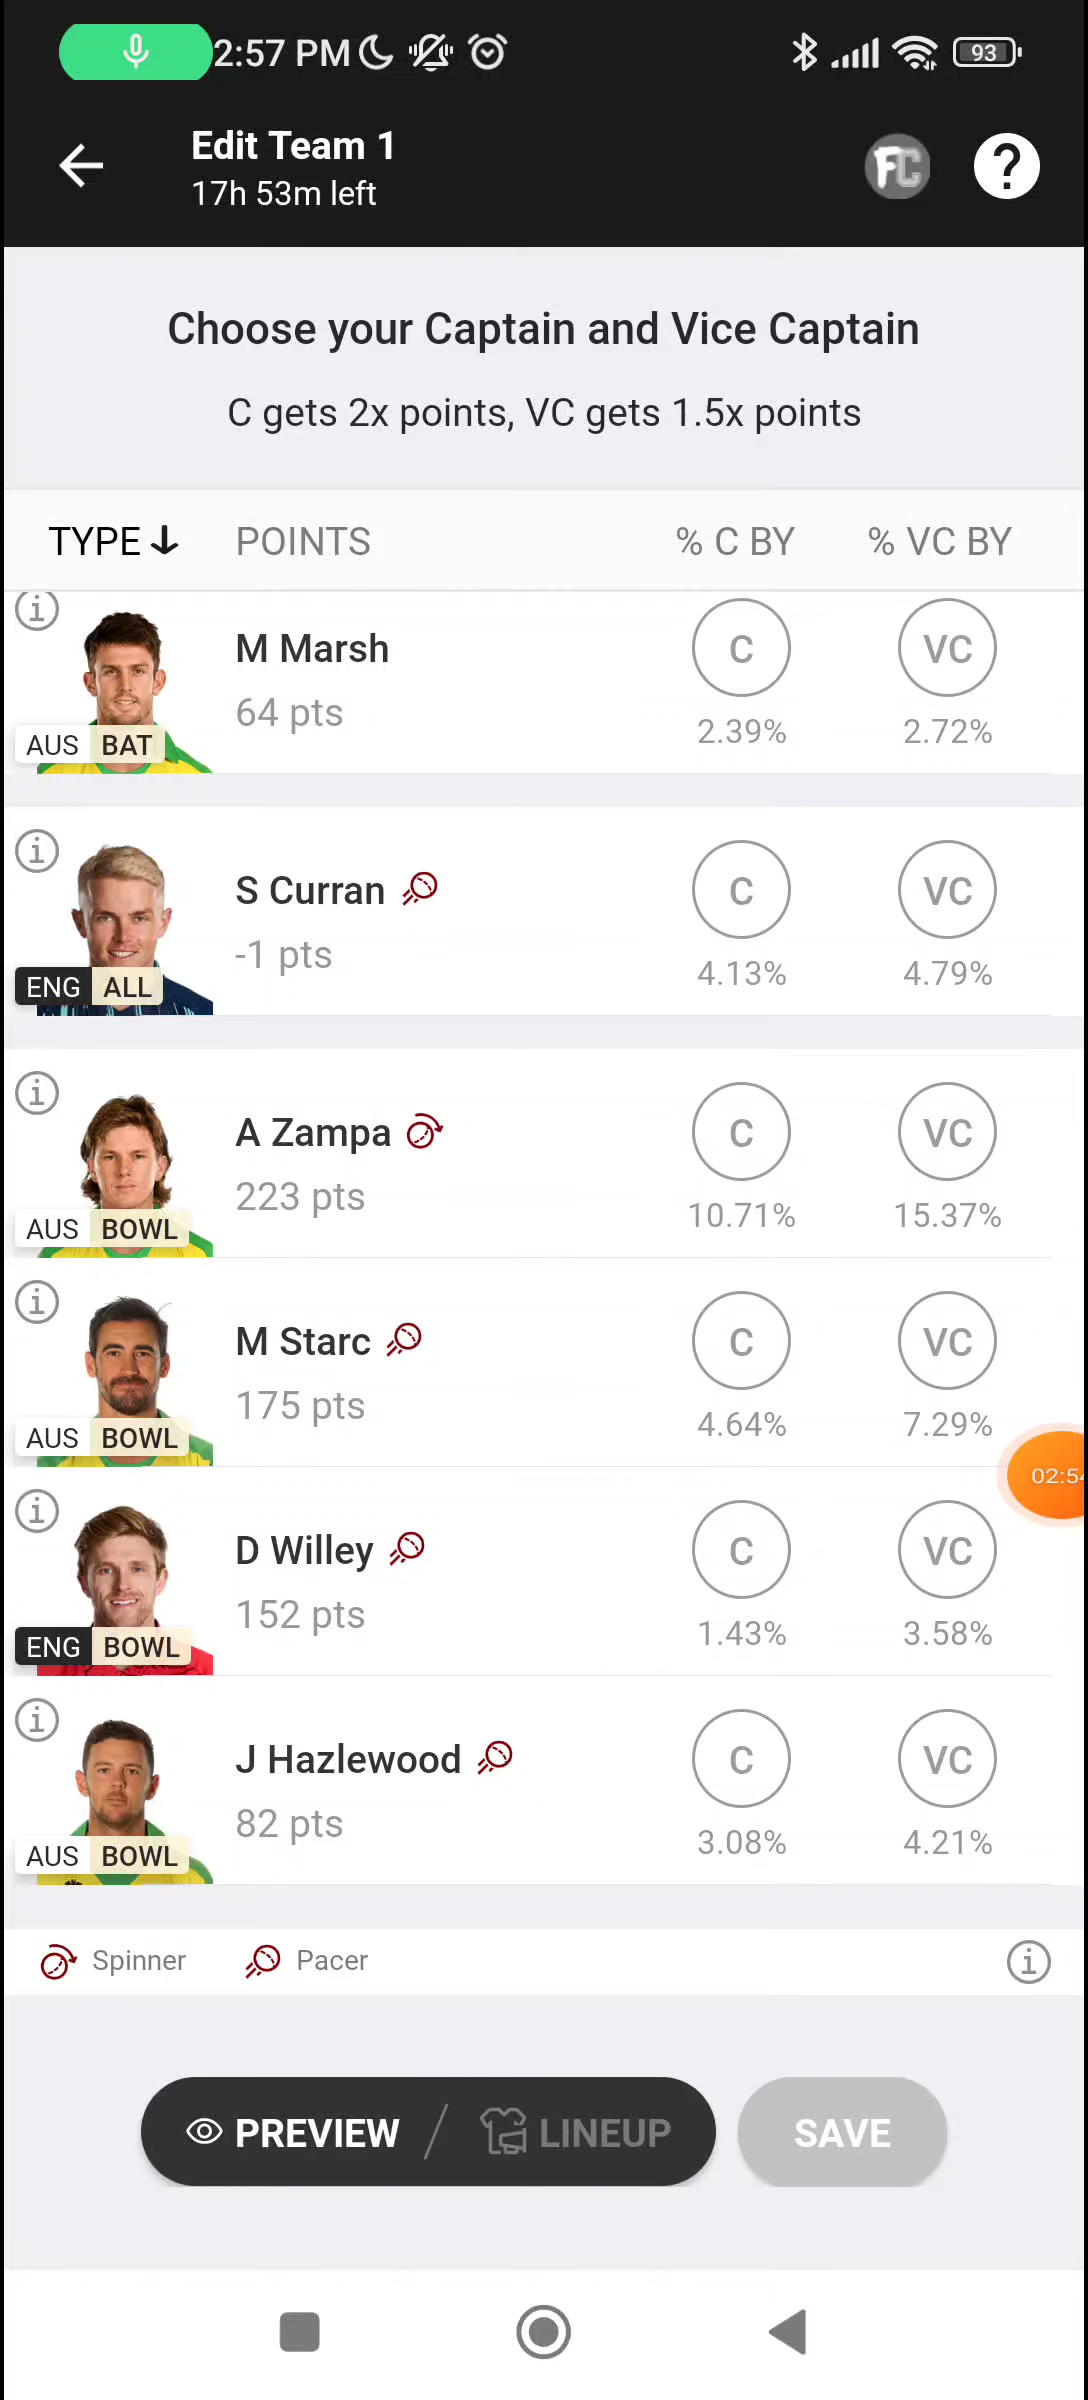 2:57 PM
93
Edit Team 1
17h 53m left
FC
?
Choose your Captain and Vice Captain
C gets 2x points, VC gets 1.5x points
TYPE POINTS % C BY % VC BY
M Marsh
64 pts
AUS BAT
C VC
2.39% 2.72%
S Curran
-1 pts
ENG ALL
C VC
4.13% 4.79%
A Zampa
223 pts
AUS BOWL
C VC
10.71% 15.37%
M Starc
175 pts
AUS BOWL
C VC
4.64% 7.29%
02:54
D Willey
152 pts
ENG BOWL
C VC
1.43% 3.58%
J Hazlewood
82 pts
AUS BOWL
C VC
3.08% 4.21%
Spinner Pacer
PREVIEW / LINEUP SAVE